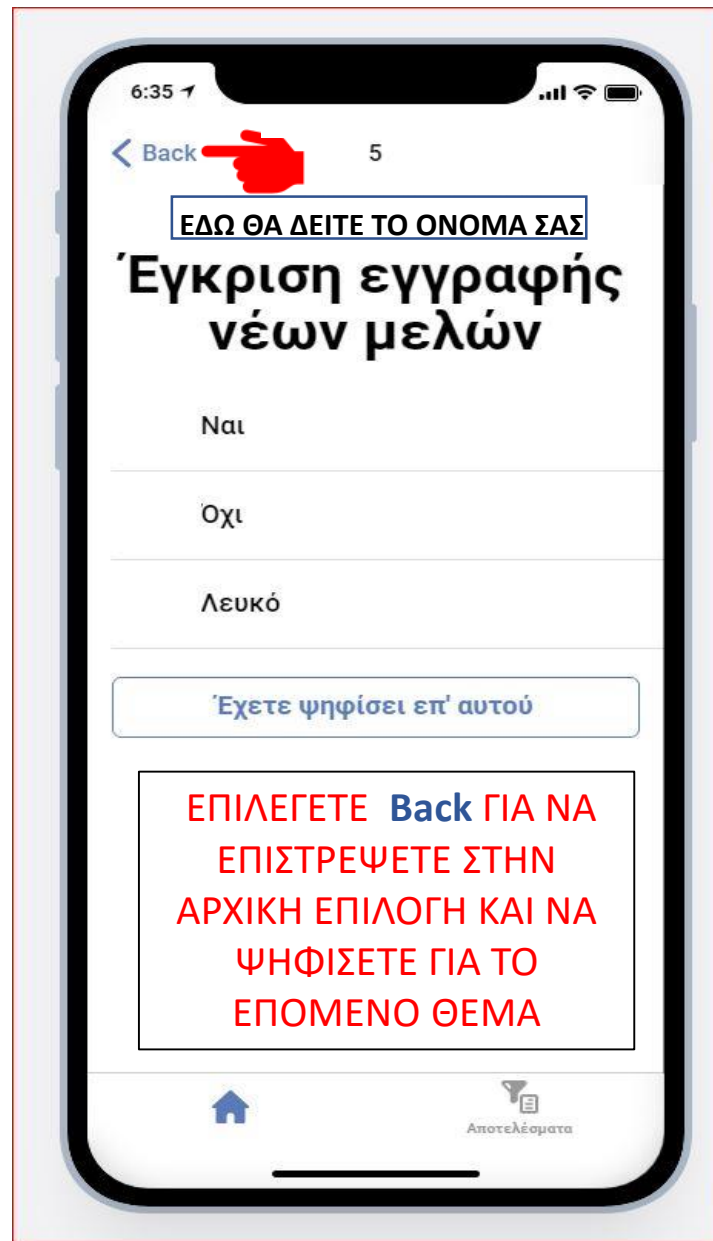 6:35
Back
5
ΕΔΩ ΘΑ ΔΕΙΤΕ ΤΟ ΟΝΟΜΑ ΣΑΣ
Έγκριση εγγραφής
νέων μελών
Ναι
Όχι
Λευκό
Έχετε ψηφίσει επ' αυτού
ΕΠΙΛΕΓΕΤΕ Back ΓΙΑ ΝΑ
ΕΠΙΣΤΡΕΨΕΤΕ ΣΤΗΝ
ΑΡΧΙΚΗ ΕΠΙΛΟΓΗ ΚΑΙ ΝΑ
ΨΗΦΙΣΕΤΕ ΓΙΑ ΤΟ
ΕΠΟΜΕΝΟ ΘΕΜΑ
Αποτελέσματα